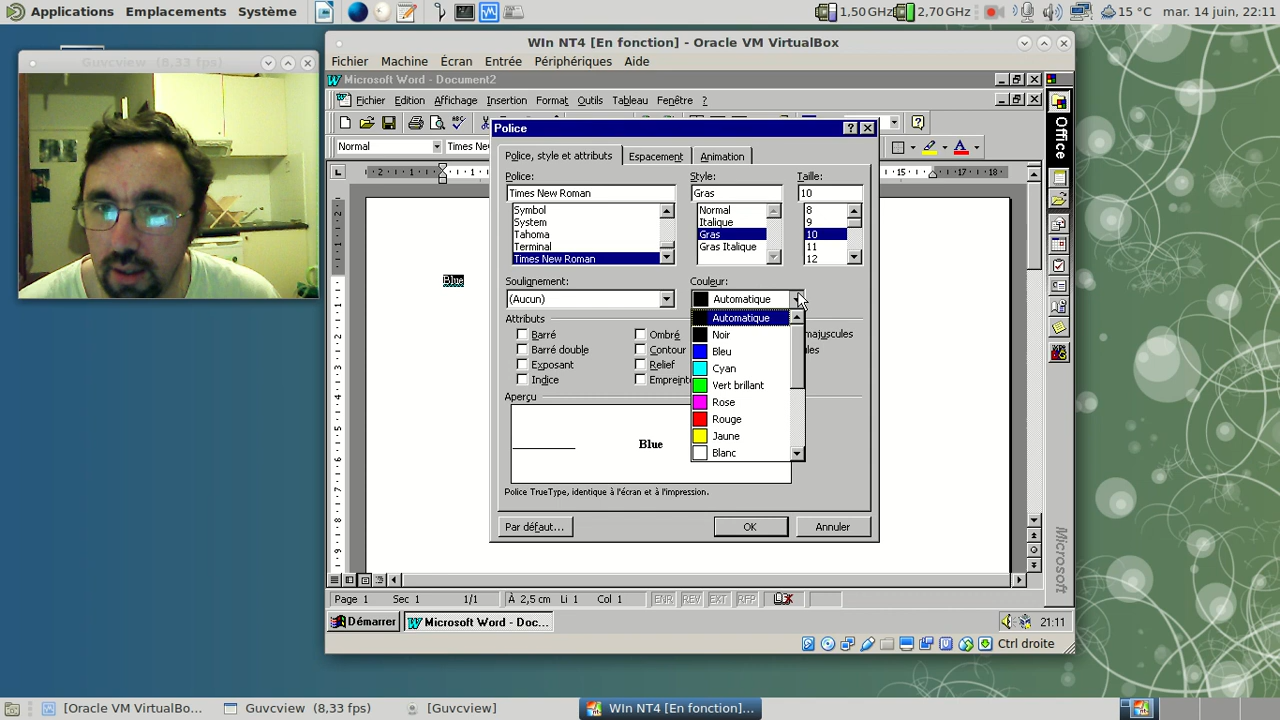 Applications Emplacements Système 1,50 GHz 2,70 GHz 15 °C mar. 14 juin, 22:11
Guvcview (8,33 fps)
WIn NT4 [En fonction] - Oracle VM VirtualBox
Fichier Machine Écran Entrée Périphériques Aide
Microsoft Word - Document2
Fichier Edition Affichage Insertion Format Outils Tableau Fenêtre ?
Normal Times New
Police
Police, style et attributs Espacement Animation
Police: Style: Taille:
Times New Roman Gras 10
Symbol Normal 8
System Italique 9
Tahoma Gras 10
Terminal Gras Italique 11
Times New Roman 12
Blue
Soulignement: Couleur:
(Aucun) Automatique
Attributs Automatique
Barré Ombré Noir majuscules
Barré double Contour Bleu
Exposant Relief Cyan
Indice Empreinte Vert brillant
Aperçu Rose
Rouge
Jaune
Blanc
Blue
Police TrueType, identique à l'écran et à l'impression.
Par défaut... OK Annuler
Office
Microsoft
Page 1 Sec 1 1/1 À 2,5 cm Li 1 Col 1 ENR REV EXT RFP
Démarrer Microsoft Word - Doc... 21:11
Ctrl droite
[Oracle VM VirtualBo... Guvcview (8,33 fps) [Guvcview] WIn NT4 [En fonction]...